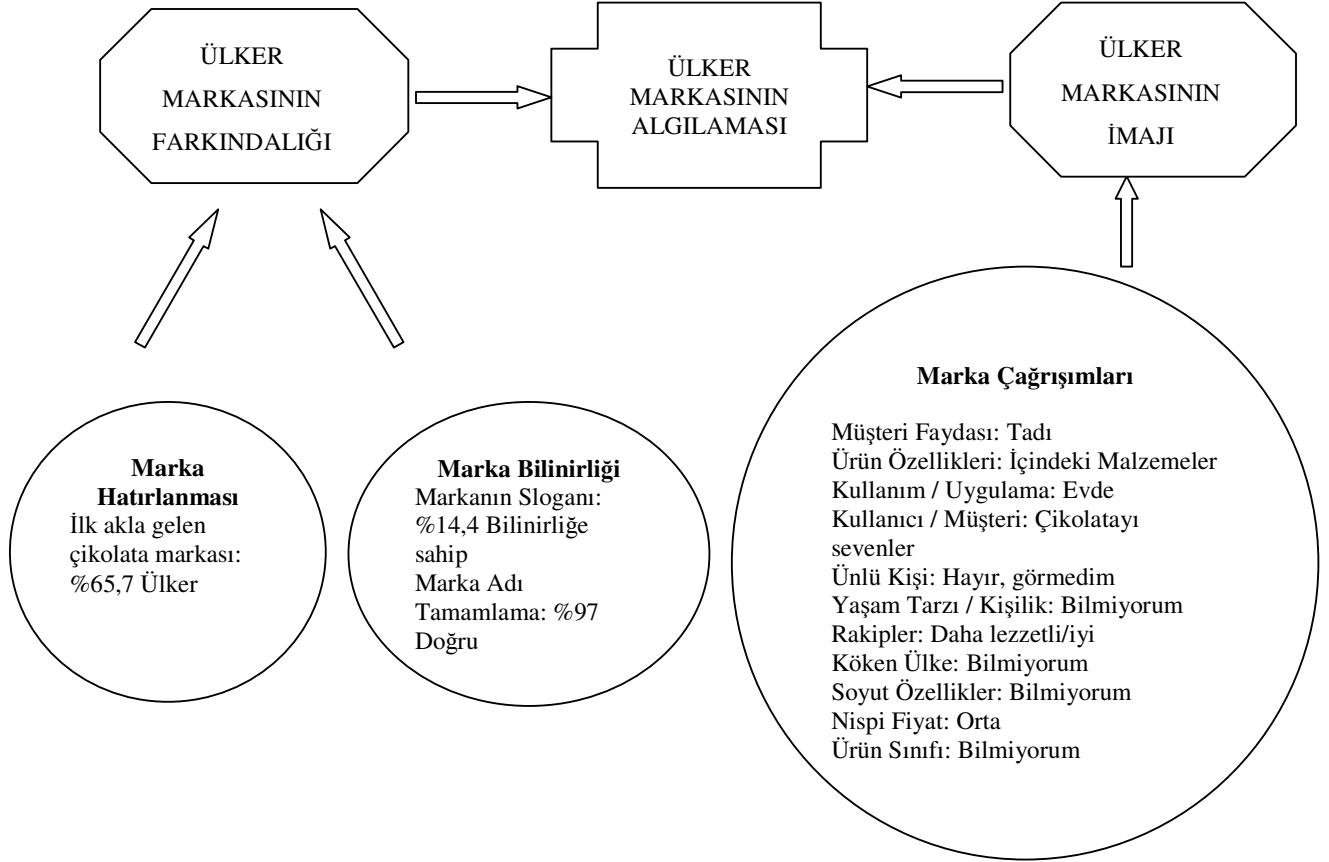 ÜLKER
MARKASININ
FARKINDALIĞI
ÜLKER
MARKASININ
ALGILAMASI
ÜLKER
MARKASININ
İMAJI
Marka
Hatırlanması
İlk akla gelen
çikolata markası:
%65,7 Ülker
Marka Bilinirliği
Markanın Sloganı:
%14,4 Bilinirliğe
sahip
Marka Adı
Tamamlama: %97
Doğru
Marka Çağrışımları
Müşteri Faydası: Tadı
Ürün Özellikleri: İçindeki Malzemeler
Kullanım / Uygulama: Evde
Kullanıcı / Müşteri: Çikolatayı
sevenler
Ünlü Kişi: Hayır, görmedim
Yaşam Tarzı / Kişilik: Bilmiyorum
Rakipler: Daha lezzetli/iyi
Köken Ülke: Bilmiyorum
Soyut Özellikler: Bilmiyorum
Nispi Fiyat: Orta
Ürün Sınıfı: Bilmiyorum